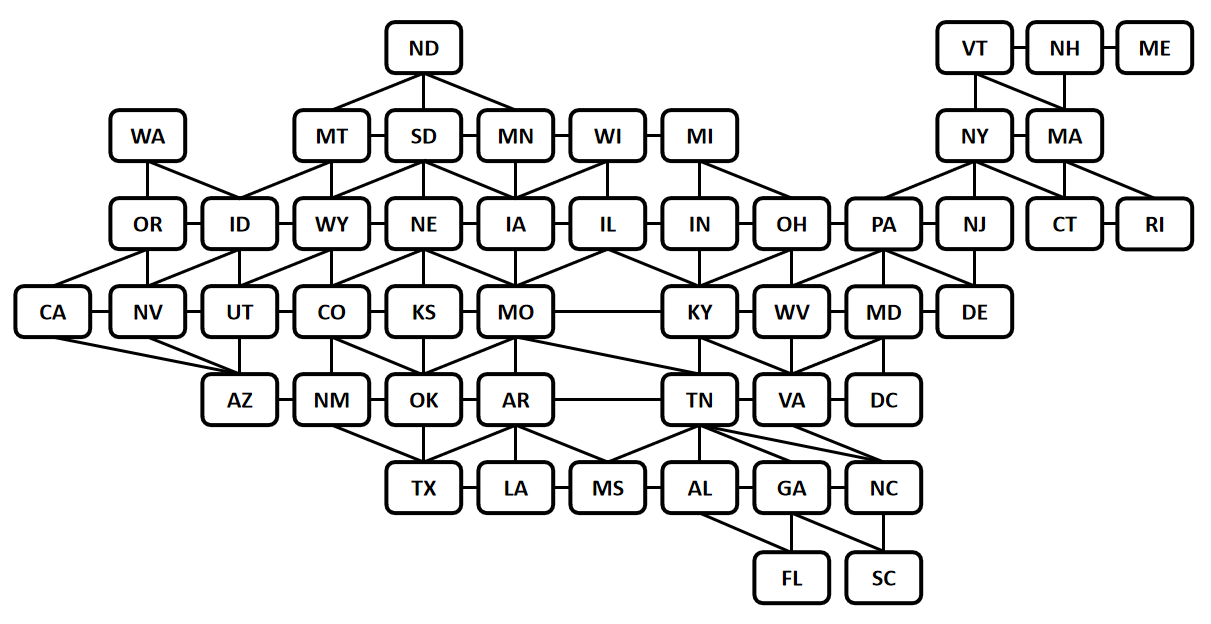 ND VT NH ME
WA MT SD MN WI MI NY MA
OR ID WY NE IA IL IN OH PA NJ CT RI
CA NV UT CO KS MO KY WV MD DE
AZ NM OK AR TN VA DC
TX LA MS AL GA NC
FL SC